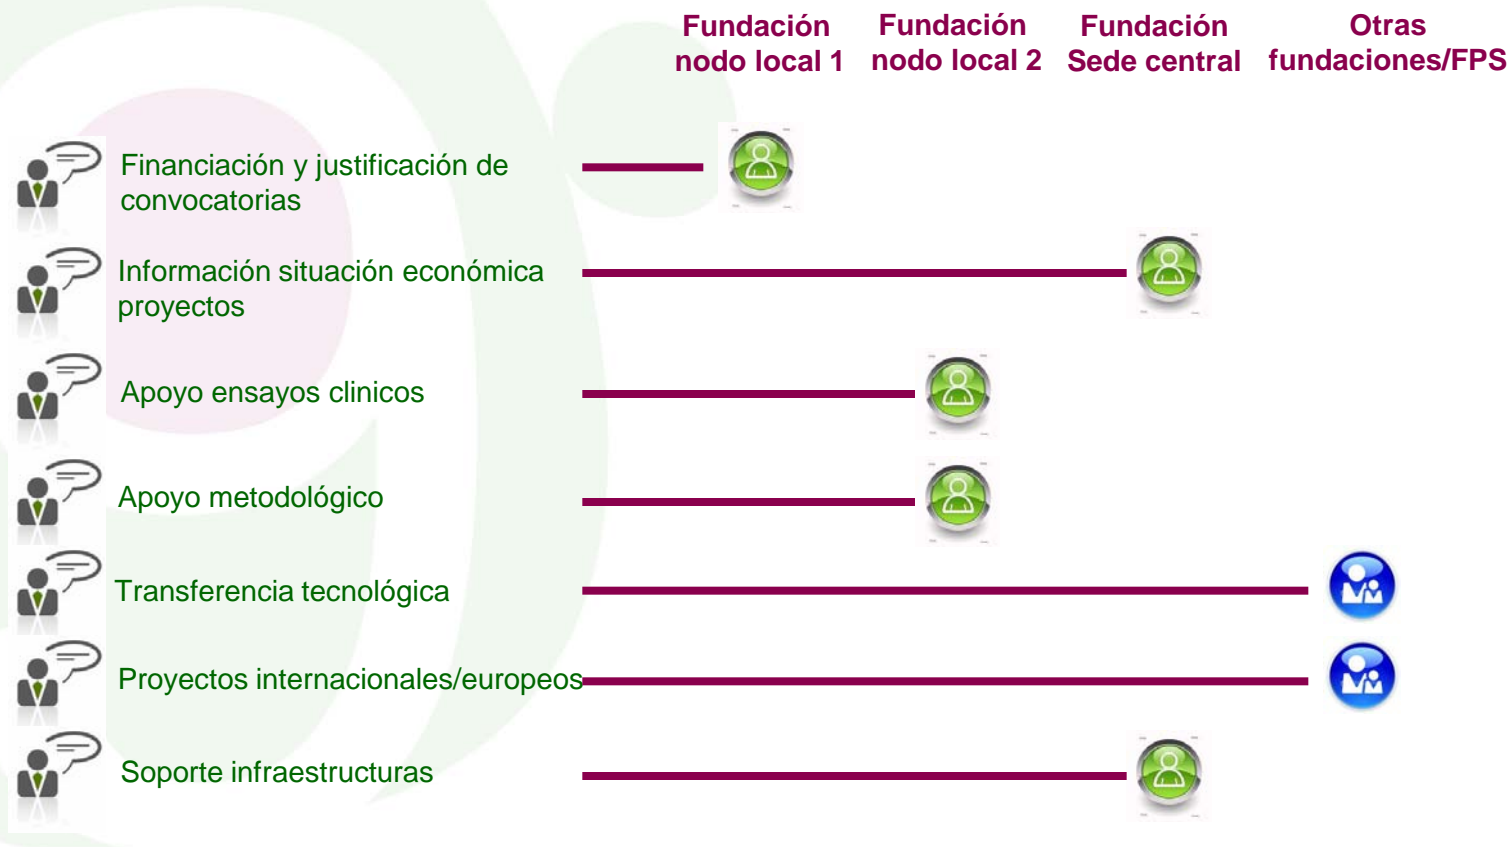 Fundación
nodo local 1
Fundación
nodo local 2
Fundación
Sede central
Otras
fundaciones/FPS
Financiación y justificación de
convocatorias
Información situación económica
proyectos
Apoyo ensayos clinicos
Apoyo metodológico
Transferencia tecnológica
Proyectos internacionales/europeos
Soporte infraestructuras